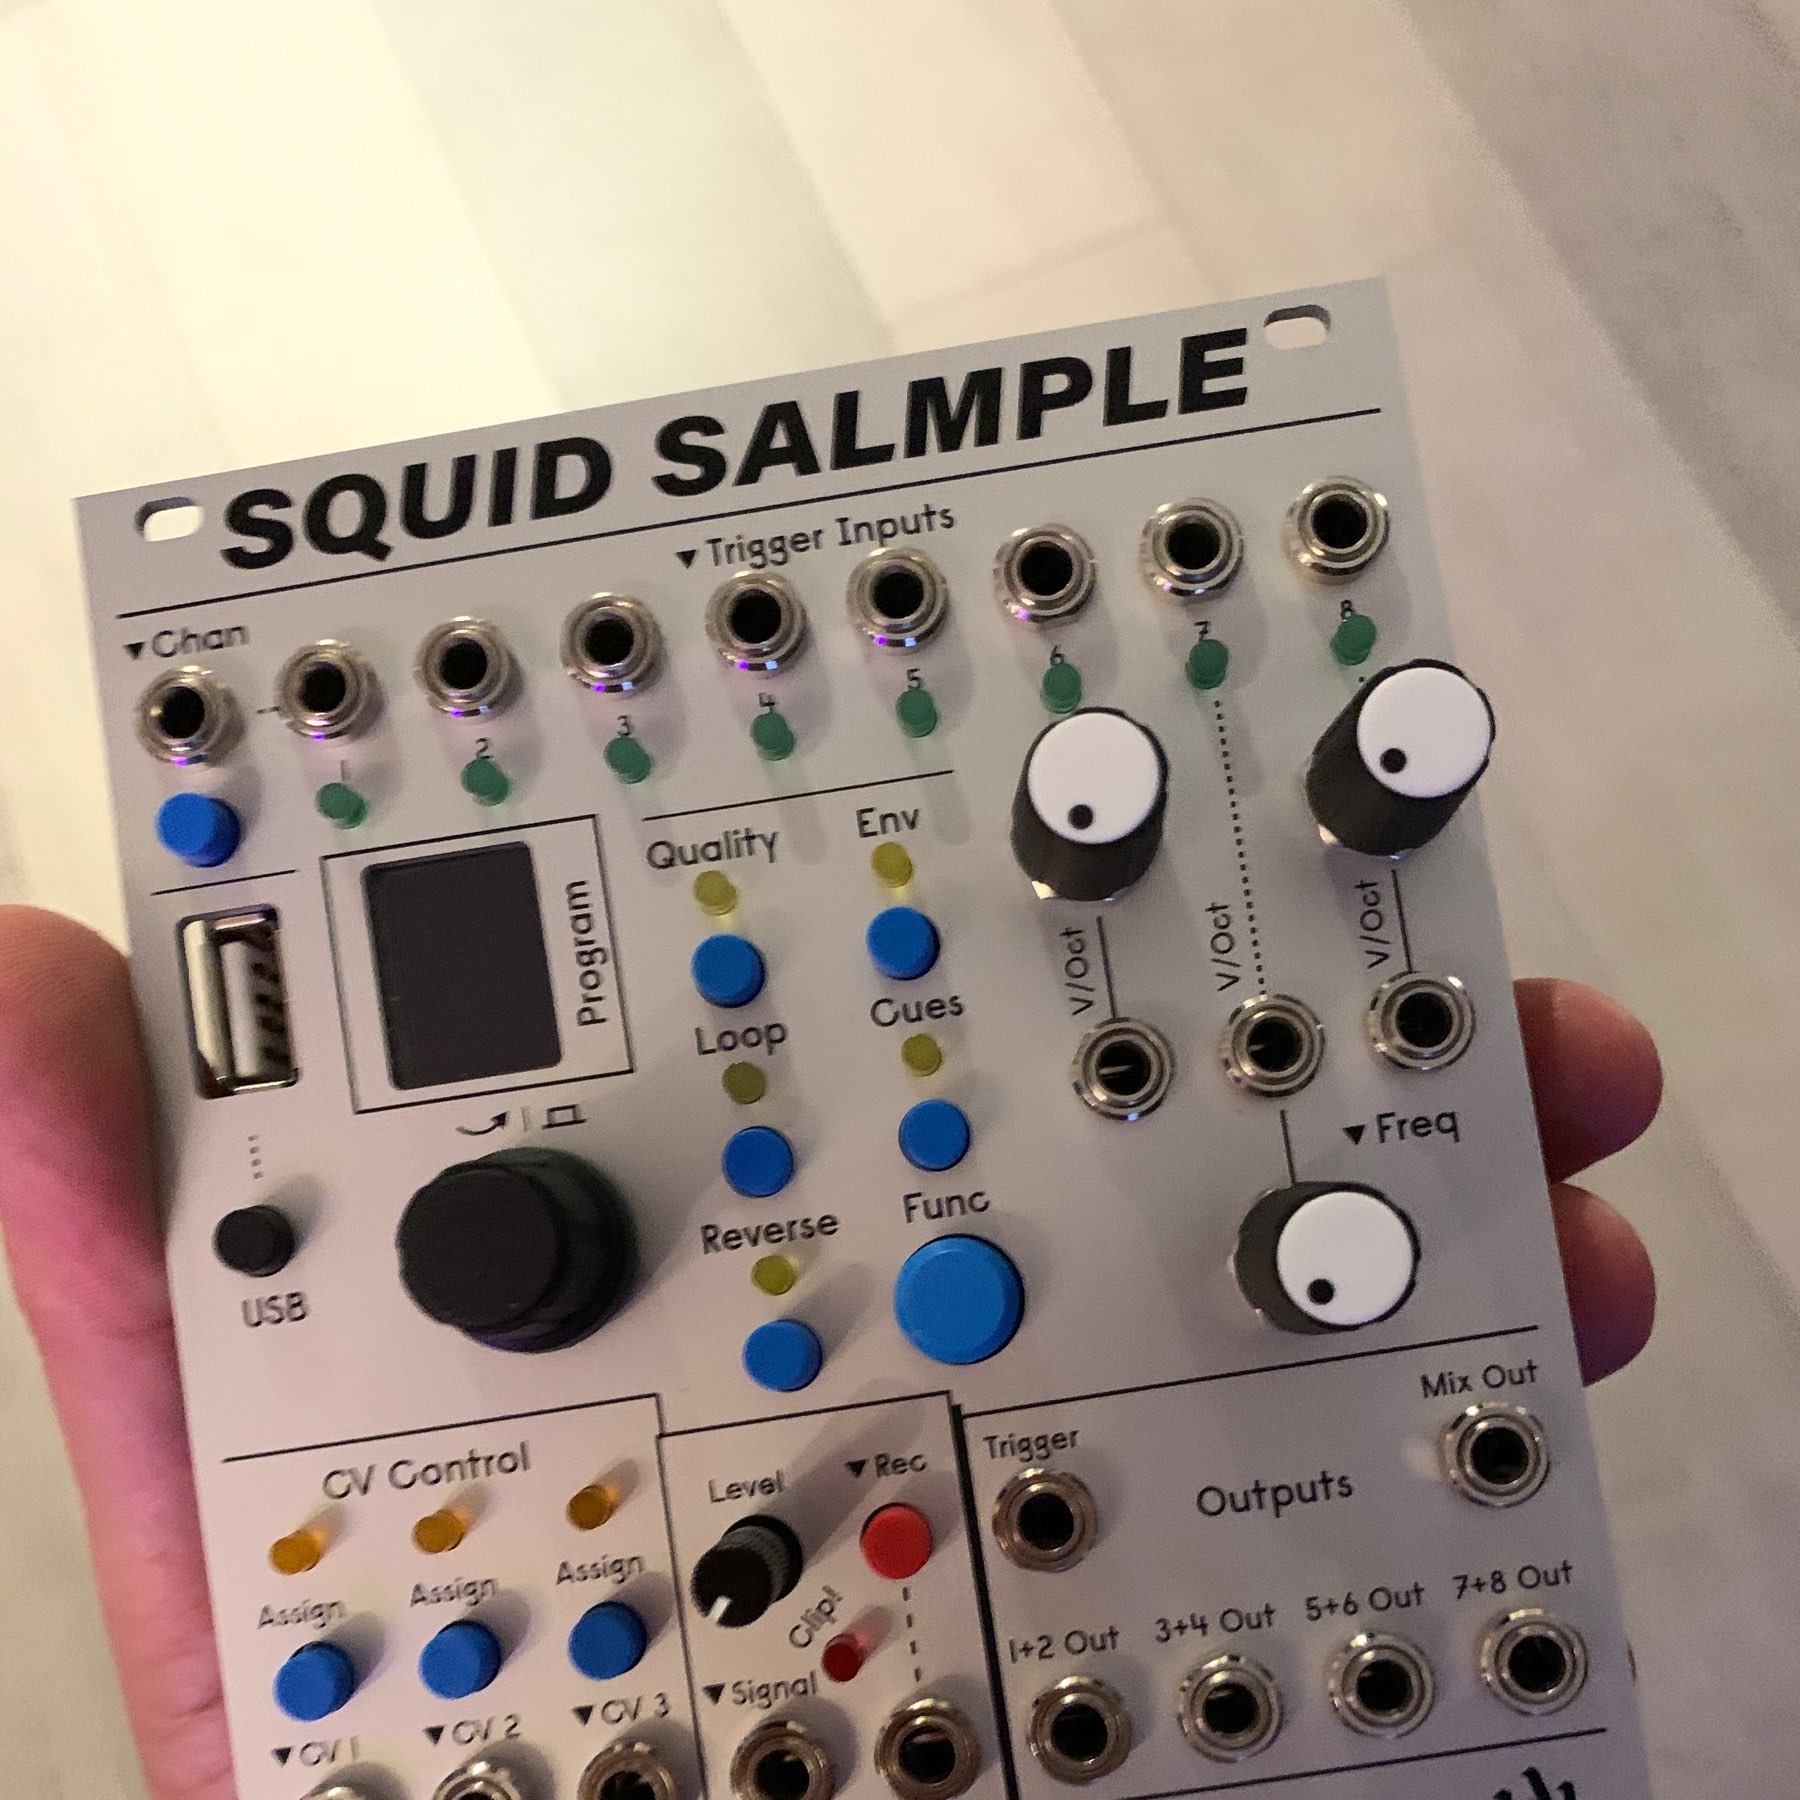 SQUID SALMPLE
▼Trigger Inputs
▼Chan
1 2 3 4 5 6 7 8
Quality
Env
Program
Loop
Cues
V/Oct
V/Oct
V/Oct
▼Freq
Reverse
Func
USB
CV Control
Level
▼Rec
Trigger
Mix Out
Outputs
Assign
Assign
Assign
Clip!
1+2 Out
3+4 Out
5+6 Out
7+8 Out
▼CV 1
▼CV 2
▼CV 3
▼Signal